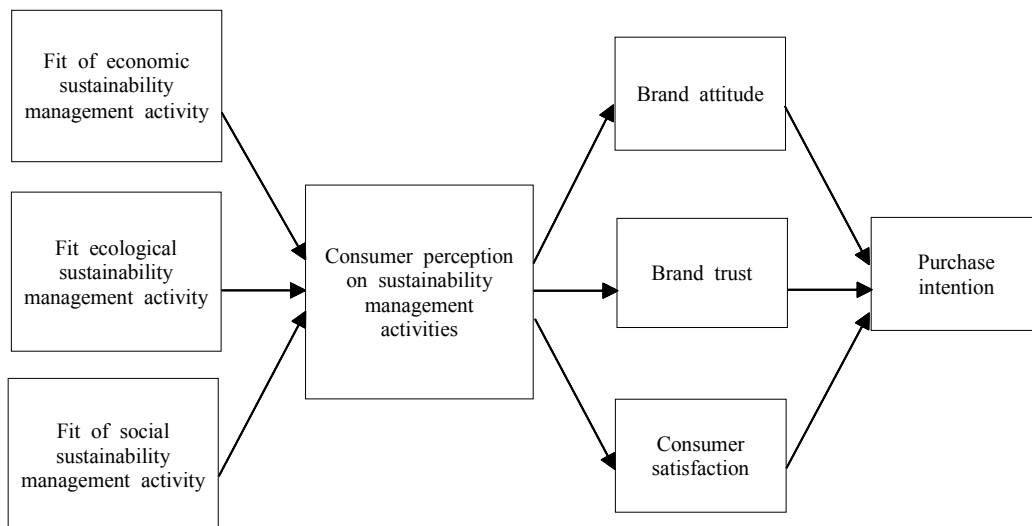 Fit of economic
sustainability
management activity
Fit ecological
sustainability
management activity
Fit of social
sustainability
management activity
Consumer perception
on sustainability
management
activities
Brand attitude
Brand trust
Consumer
satisfaction
Purchase
intention